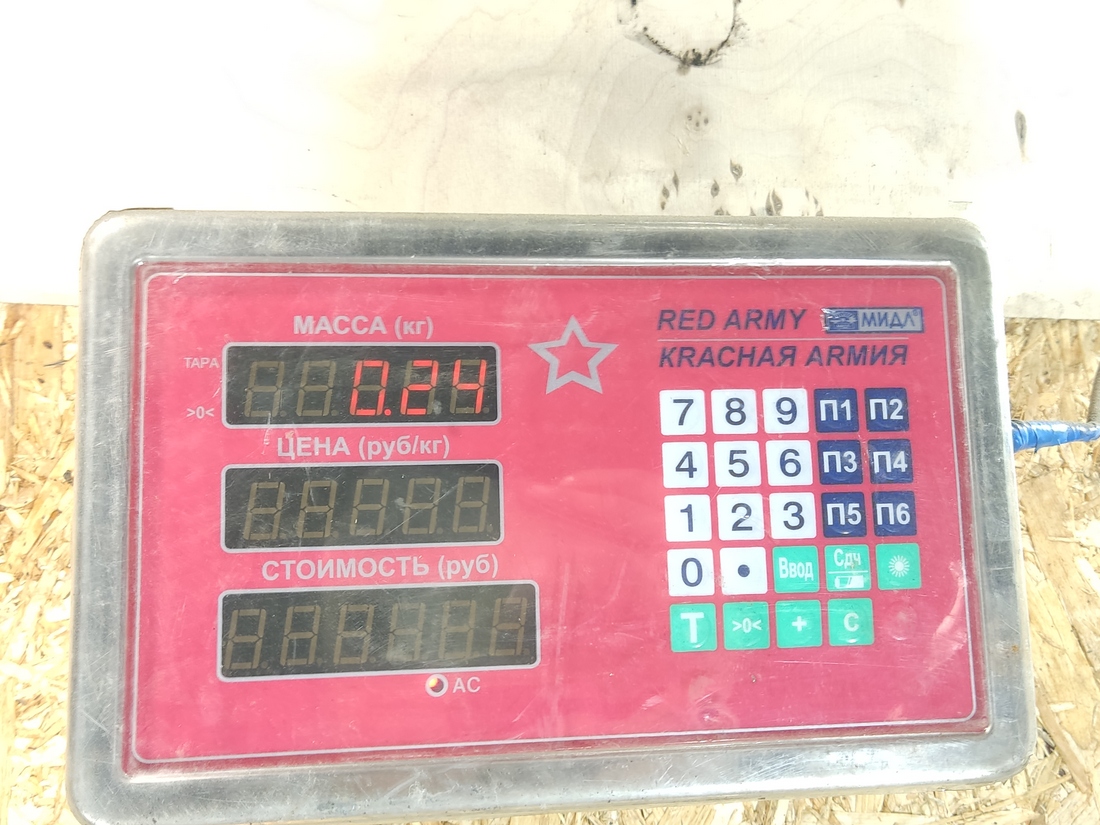 МАССА (кг)
ТАРА
>0<
0.24
ЦЕНА (руб/кг)
СТОИМОСТЬ (руб)
AC
RED ARMY МИДЛ®
KRACHAЯ ARMИЯ
7 8 9 П1 П2
4 5 6 П3 П4
1 2 3 П5 П6
0 • Ввод Сдч
T >0< + C